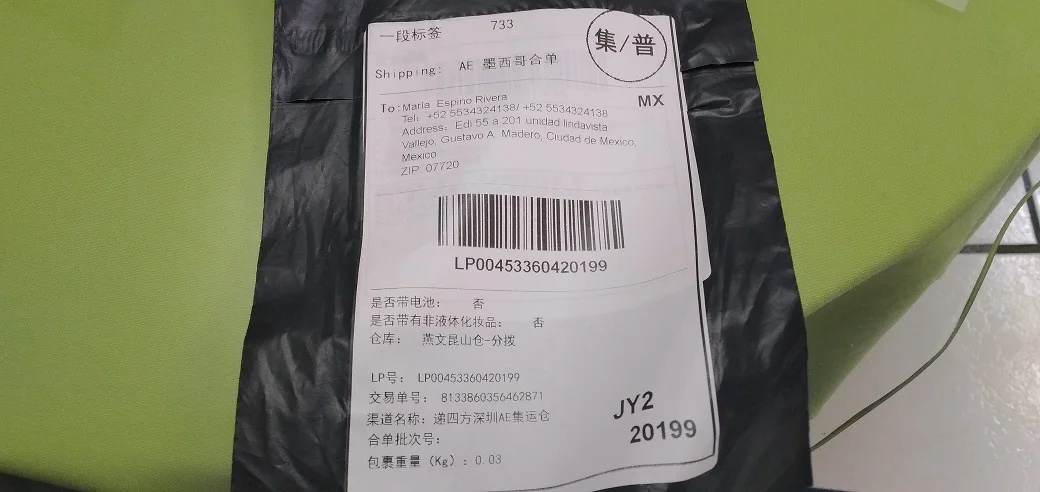 一段标签
733
集/普
Shipping: AE 墨西哥合单
MX
To: Maria Espino Rivera
Tel: +52 5534324138/ +52 5534324138
Address: Edi 55 a 201 unidad lindavista
Vallejo, Gustavo A. Madero, Ciudad de Mexico,
Mexico
ZIP: 07720
LP00453360420199
是否带电池： 否
是否带有非液体化妆品： 否
仓库： 燕文昆山仓-分拨
LP号： LP00453360420199
交易单号： 8133860356462871
渠道名称：递四方深圳AE集运仓
合单批次号：
包裹重量（Kg）：0.03
JY2
20199